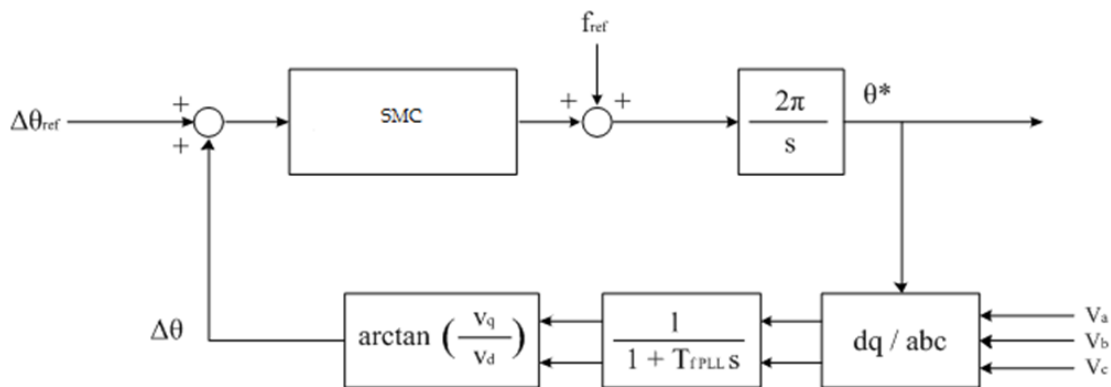 f_ref
+
Δθ_ref
SMC
+
+
2π
s
θ*
+
Δθ
arctan ( v_q / v_d )
1
1 + T_fPLL s
dq / abc
V_a
V_b
V_c